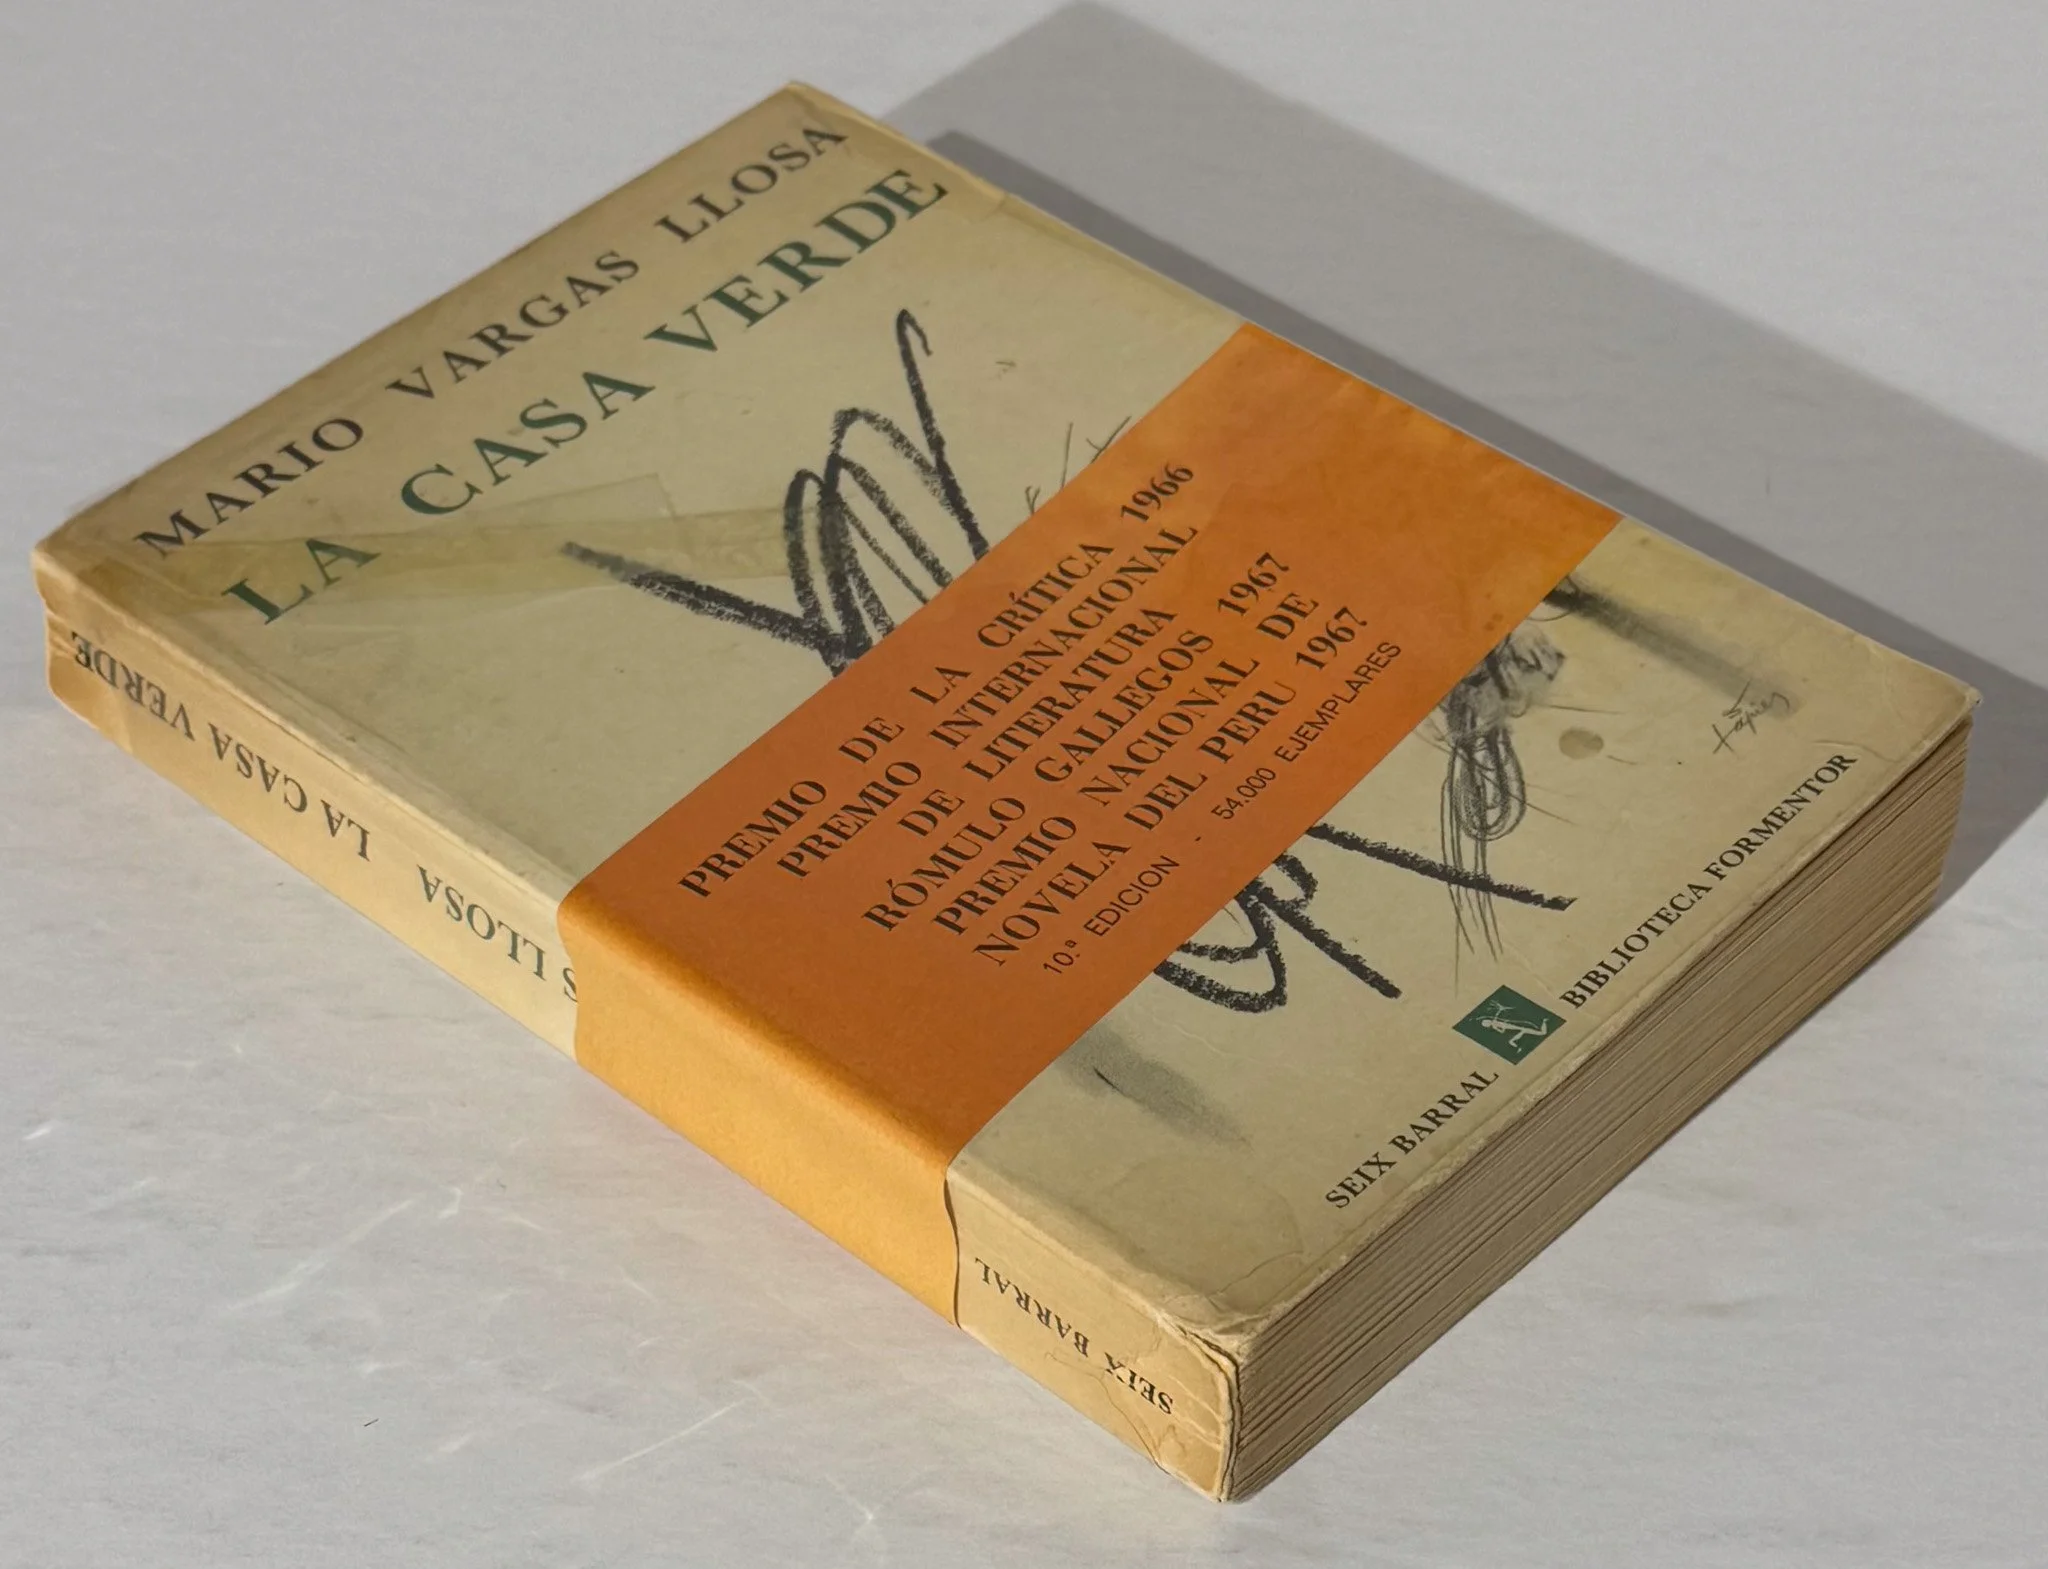 MARIO VARGAS LLOSA
LA CASA VERDE
PREMIO DE LA CRÍTICA 1966
PREMIO INTERNACIONAL
DE LITERATURA
RÓMULO GALLEGOS 1967
PREMIO NACIONAL DE
NOVELA DEL PERU 1967
10.ª EDICION - 54.000 EJEMPLARES
tàpies
SEIX BARRAL BIBLIOTECA FORMENTOR
S LLOSA LA CASA VERDE
SEIX BARRAL